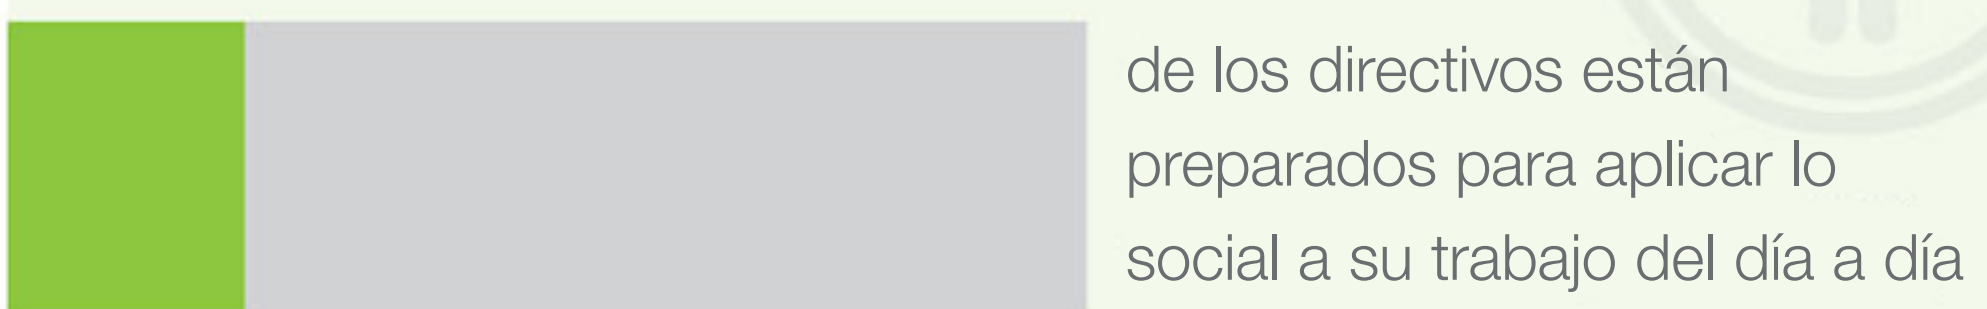 de los directivos están
preparados para aplicar lo
social a su trabajo del día a día